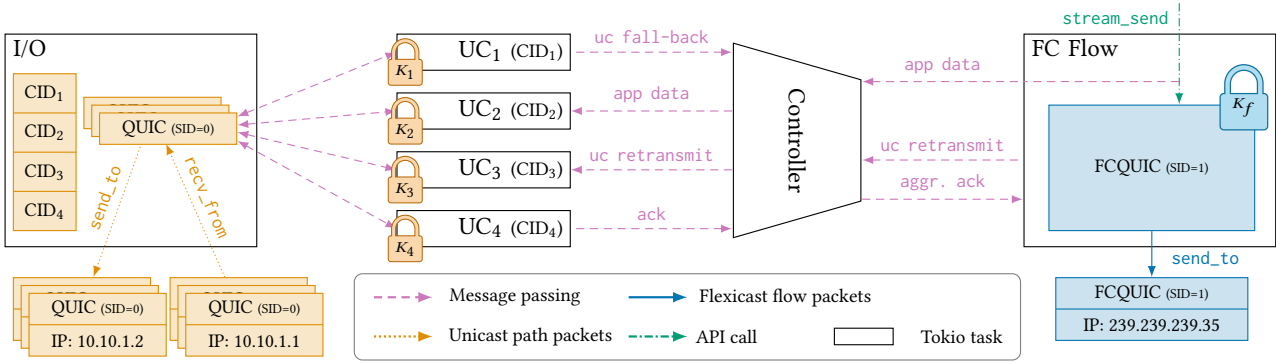 stream_send
I/O
CID1
CID2
CID3
CID4
QUIC (SID=0)
send_to
recv_from
QUIC (SID=0)
IP: 10.10.1.2
QUIC (SID=0)
IP: 10.10.1.1
K1
UC1 (CID1)
K2
UC2 (CID2)
K3
UC3 (CID3)
K4
UC4 (CID4)
uc fall-back
app data
uc retransmit
ack
Controller
app data
uc retransmit
aggr. ack
FC Flow
Kf
FCQUIC (SID=1)
send_to
FCQUIC (SID=1)
IP: 239.239.239.35
Message passing
Flexicast flow packets
Unicast path packets
API call
Tokio task